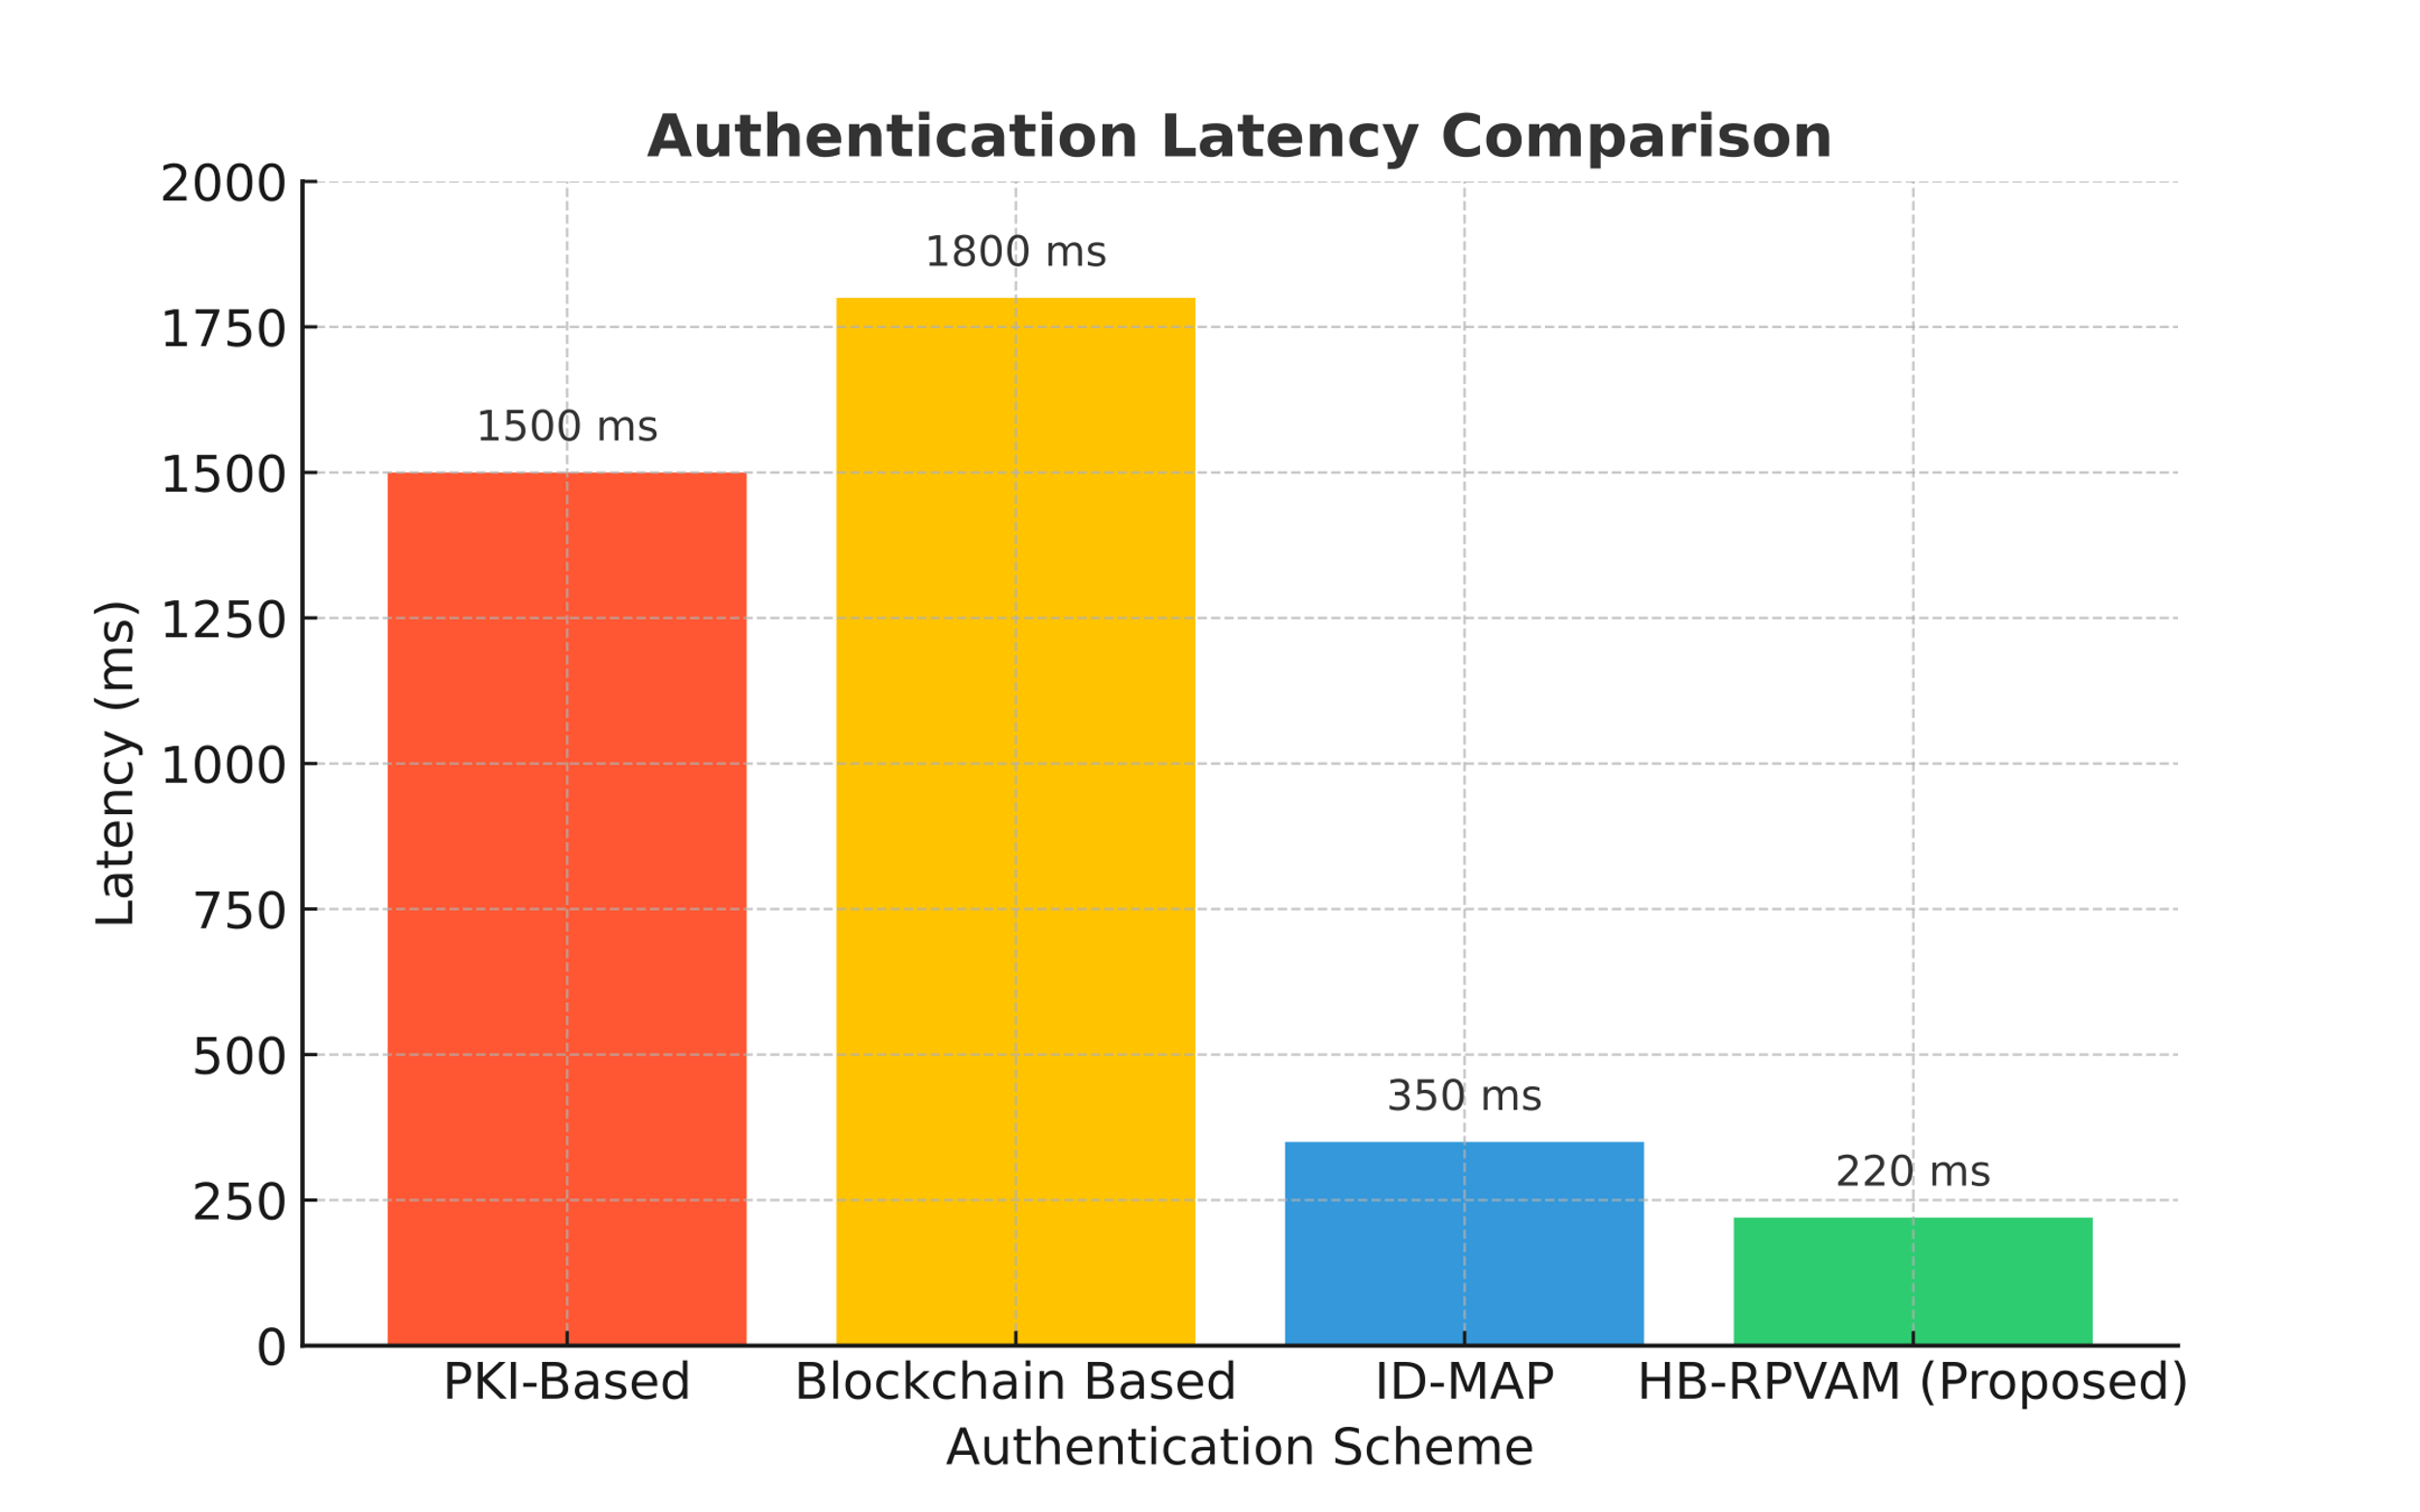 Authentication Latency Comparison
2000
1750
1500
1250
1000
750
500
250
0
Latency (ms)
1500 ms
1800 ms
350 ms
220 ms
PKI-Based
Blockchain Based
ID-MAP
HB-RPVAM (Proposed)
Authentication Scheme